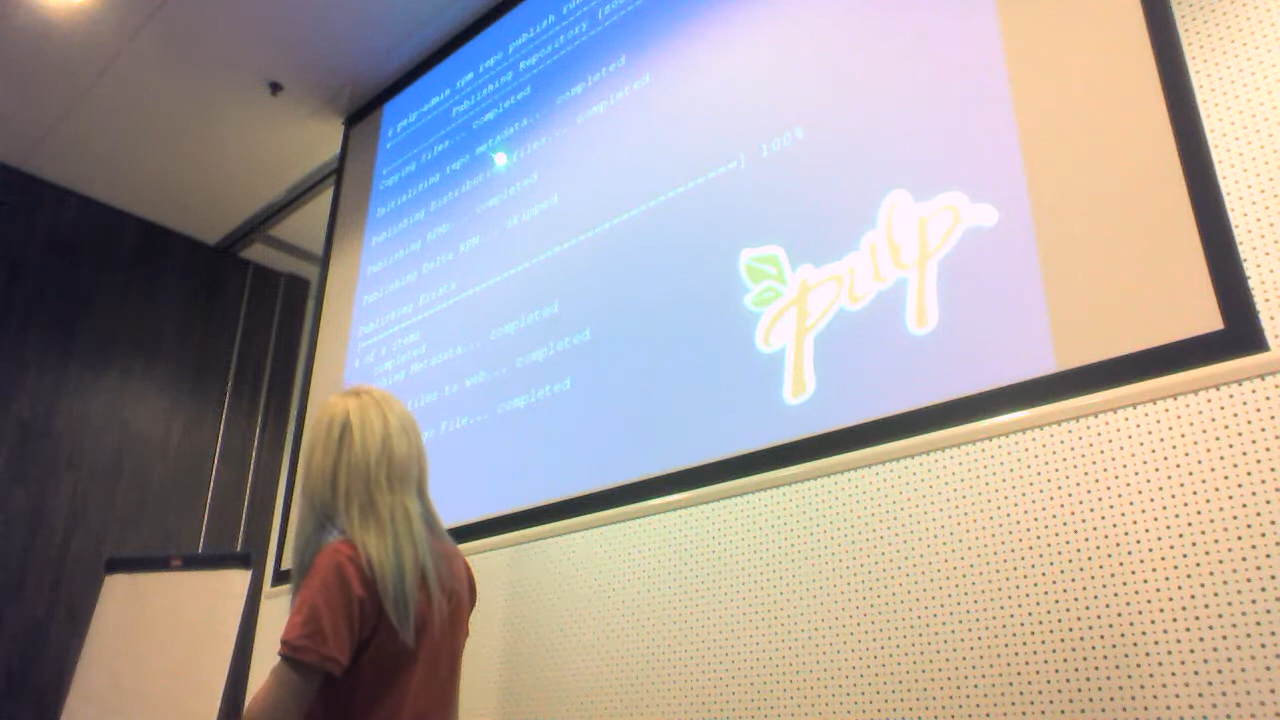 # pulp-admin rpm repo publish run
Publishing Repository [zoo
Copying files... completed
Initializing repo metadata... completed
Publishing Distribution files... completed
Publishing RPMs... completed
Publishing Delta RPM... skipped
Publishing Errata
] 100%
4 of 4 items
completed
Metadata... completed
files to web... completed
File... completed
pulp